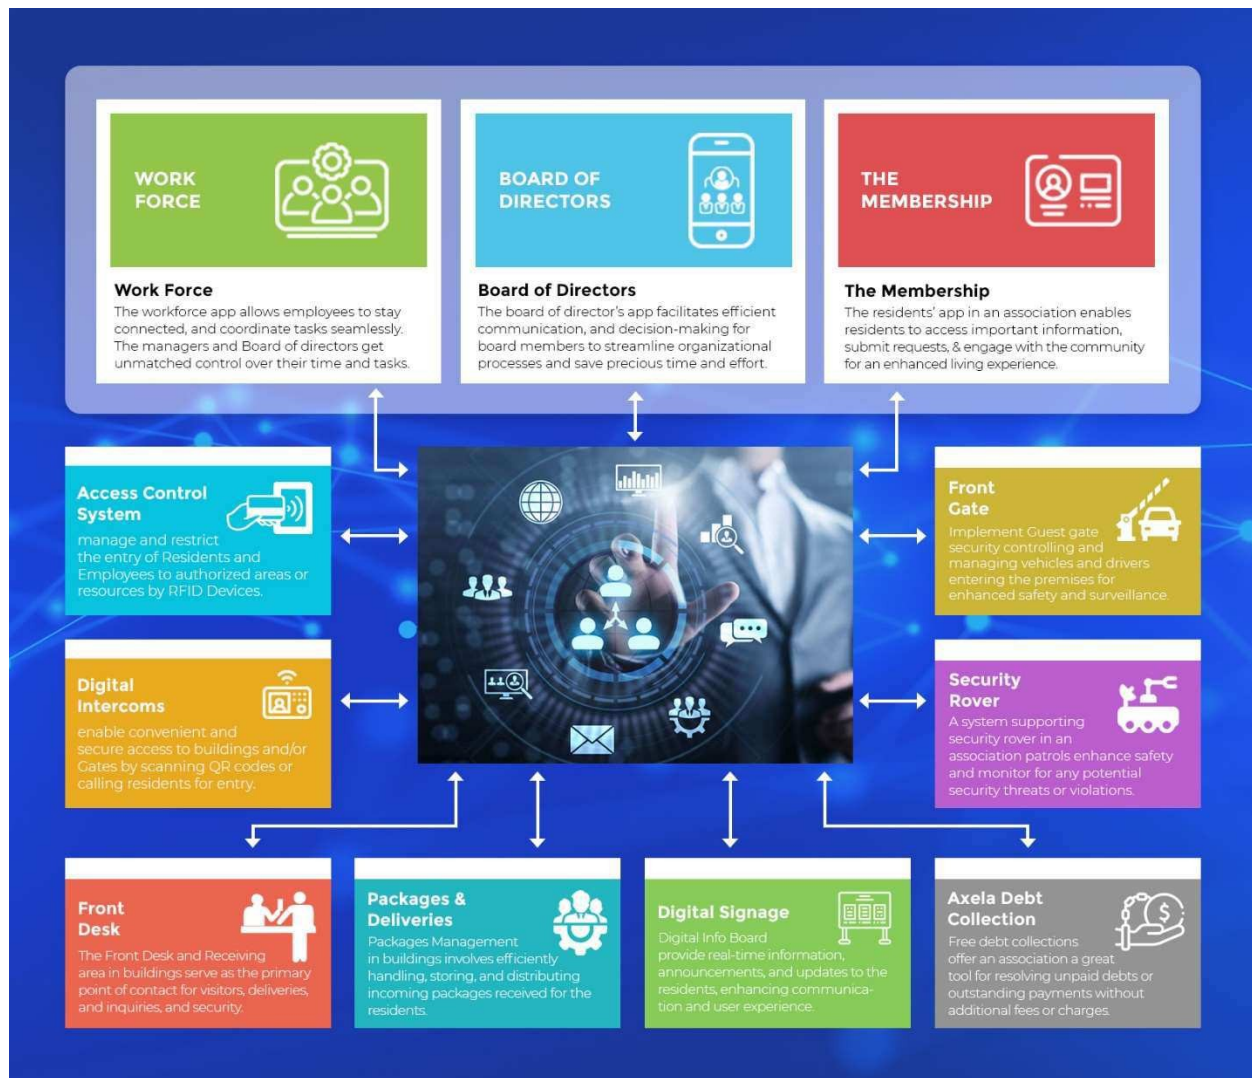 WORK
FORCE
BOARD OF
DIRECTORS
THE
MEMBERSHIP
Work Force
The workforce app allows employees to stay
connected, and coordinate tasks seamlessly.
The managers and Board of directors get
unmatched control over their time and tasks.
Board of Directors
The board of director's app facilitates efficient
communication, and decision-making for
board members to streamline organizational
processes and save precious time and effort.
The Membership
The residents' app in an association enables
residents to access important information,
submit requests, & engage with the community
for an enhanced living experience.
Access Control
System
manage and restrict
the entry of Residents and
Employees to authorized areas or
resources by RFID Devices.
Front
Gate
Implement Guest gate
security controlling and
managing vehicles and drivers
entering the premises for
enhanced safety and surveillance.
Digital
Intercoms
enable convenient and
secure access to buildings and/or
Gates by scanning QR codes or
calling residents for entry.
Security
Rover
A system supporting
security rover in an
association patrols enhance safety
and monitor for any potential
security threats or violations.
Front
Desk
The Front Desk and Receiving
area in buildings serve as the primary
point of contact for visitors, deliveries,
and inquiries, and security.
Packages &
Deliveries
Packages Management
in buildings involves efficiently
handling, storing, and distributing
incoming packages received for the
residents.
Digital Signage
Digital Info Board
provide real-time information,
announcements, and updates to the
residents, enhancing communica-
tion and user experience.
Axela Debt
Collection
Free debt collections
offer an association a great
tool for resolving unpaid debts or
outstanding payments without
additional fees or charges.